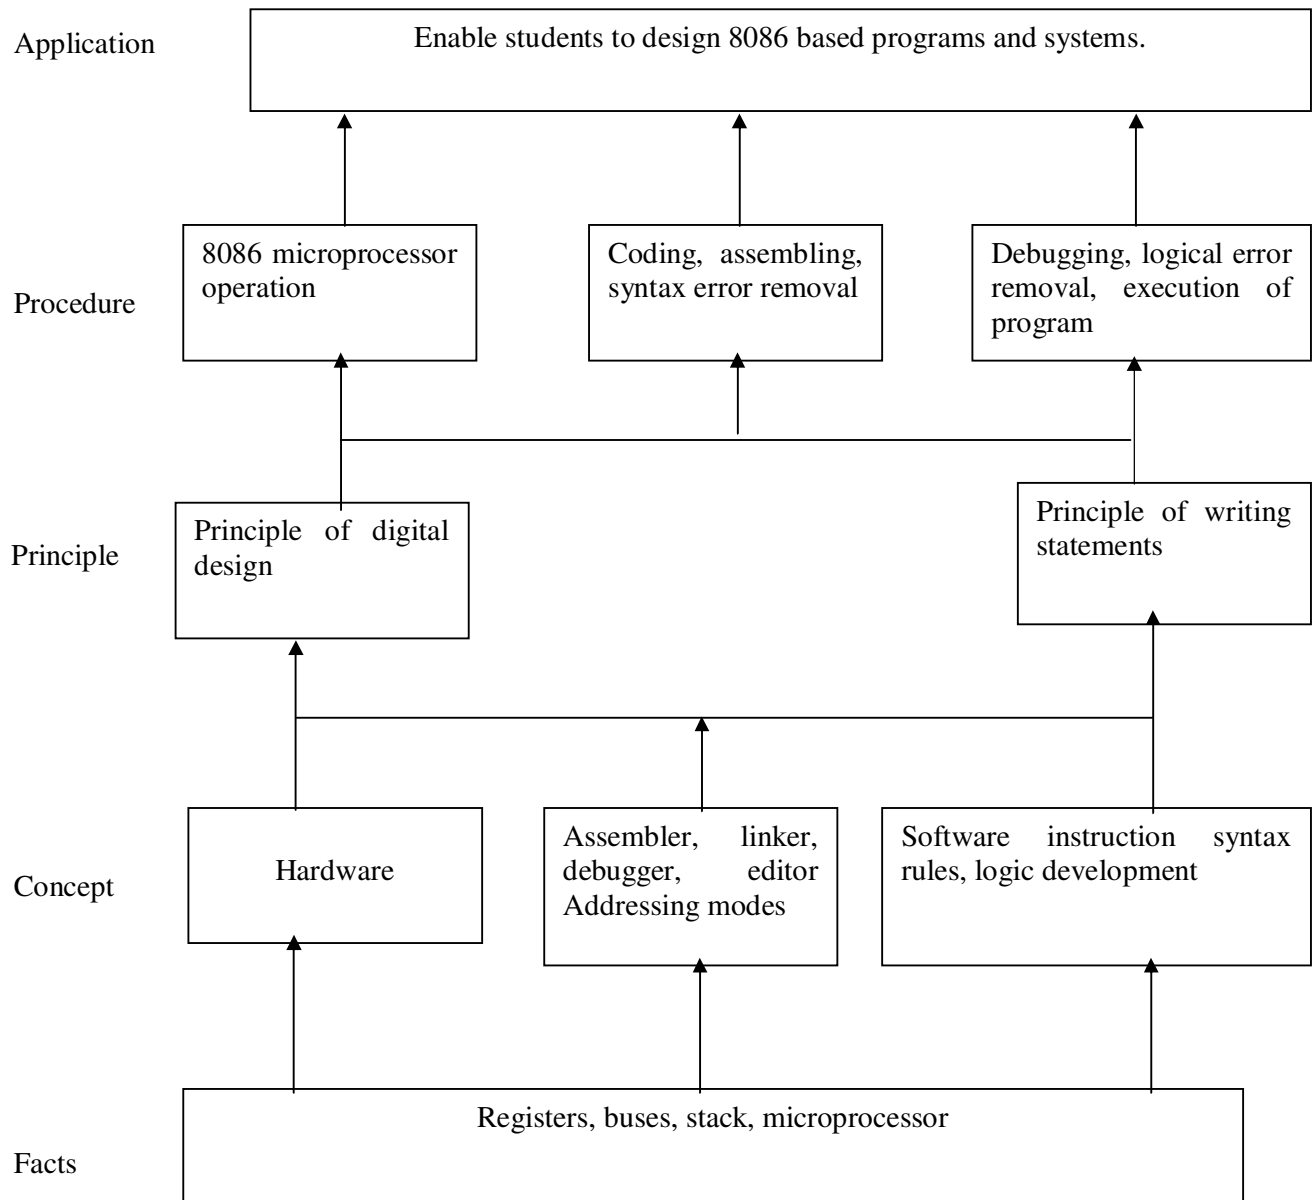 Application
Enable students to design 8086 based programs and systems.
Procedure
8086 microprocessor
operation
Coding, assembling,
syntax error removal
Debugging, logical error
removal, execution of
program
Principle
Principle of digital
design
Principle of writing
statements
Concept
Hardware
Assembler, linker,
debugger, editor
Addressing modes
Software instruction syntax
rules, logic development
Facts
Registers, buses, stack, microprocessor